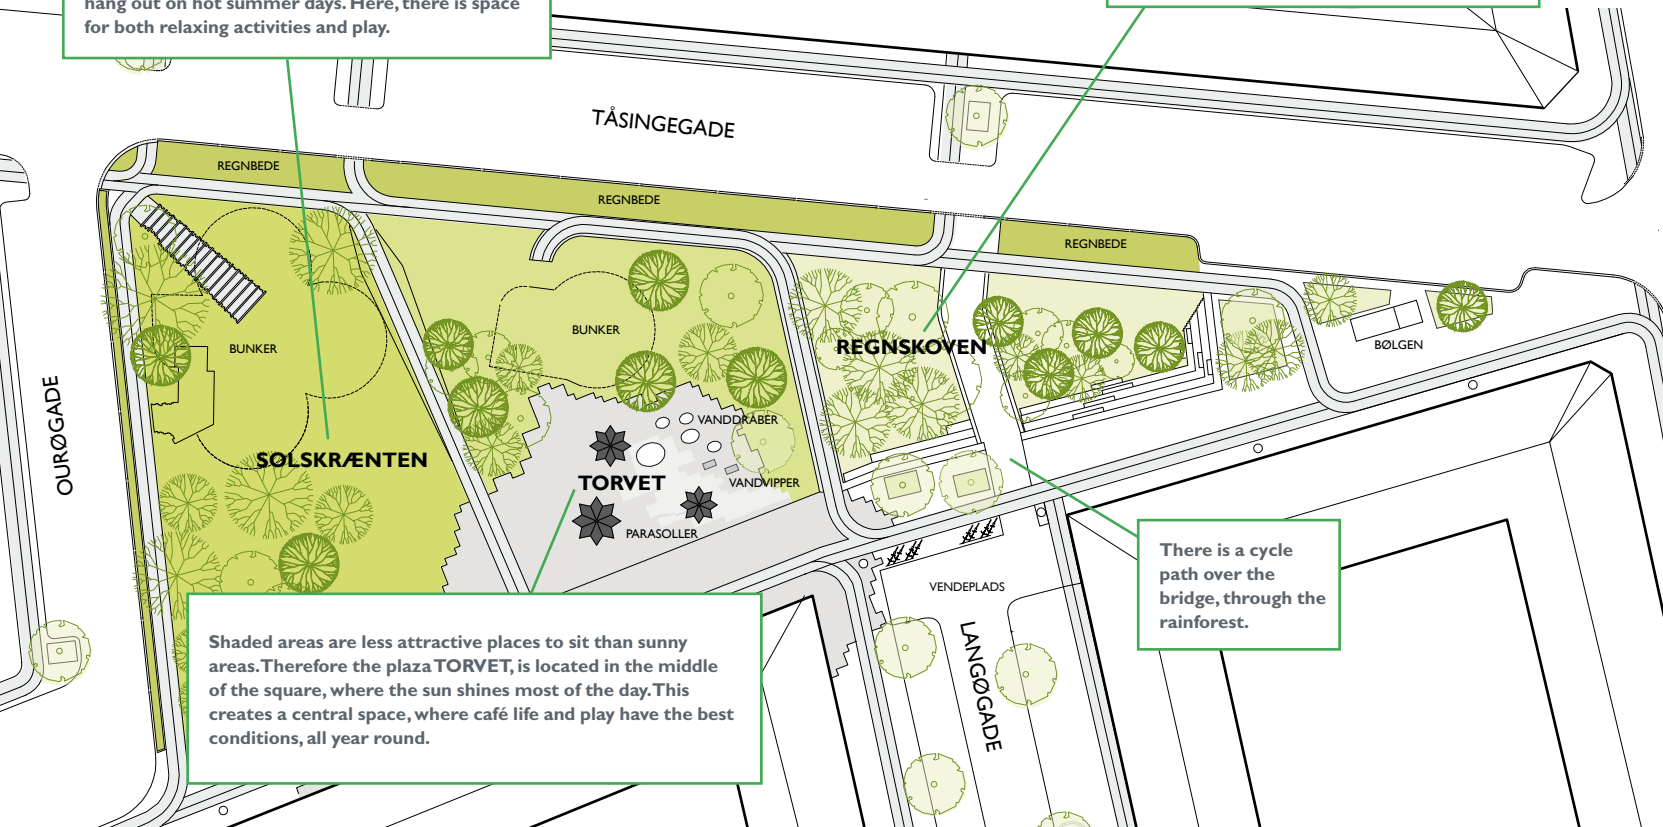 hang out on hot summer days. Here, there is space
for both relaxing activities and play.
TÅSINGEGADE
REGNBEDE
REGNBEDE
REGNBEDE
BUNKER
BUNKER
REGNSKOVEN
BØLGEN
OURØGADE
SOLSKRÆNTEN
VANDDRÅBER
TORVET
VANDVIPPER
PARASOLLER
VENDEPLADS
LANGØGADE
There is a cycle
path over the
bridge, through the
rainforest.
Shaded areas are less attractive places to sit than sunny
areas. Therefore the plaza TORVET, is located in the middle
of the square, where the sun shines most of the day. This
creates a central space, where café life and play have the best
conditions, all year round.